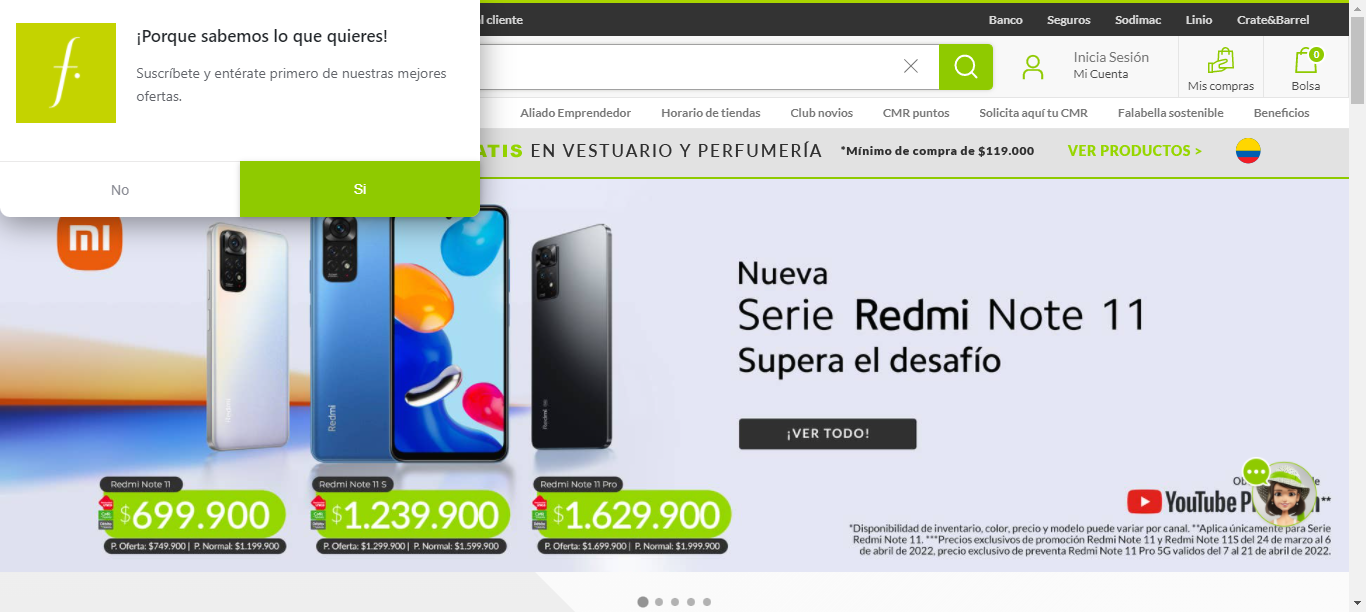 ¡Porque sabemos lo que quieres!
Suscríbete y entérate primero de nuestras mejores
ofertas.
No
Si
al cliente
Banco
Seguros
Sodimac
Linio
Crate&Barrel
Inicia Sesión
Mi Cuenta
Mis compras
0
Bolsa
Aliado Emprendedor
Horario de tiendas
Club novios
CMR puntos
Solicita aquí tu CMR
Falabella sostenible
Beneficios
EN VESTUARIO Y PERFUMERÍA
*Mínimo de compra de $119.000
VER PRODUCTOS >
mi
Redmi
Redmi
Redmi
Nueva
Serie Redmi Note 11
Supera el desafío
¡VER TODO!
Redmi Note 11
$699.900
P. Oferta: $749.900 | P. Normal: $1.199.900
Redmi Note 11 S
$1.239.900
P. Oferta: $1.299.900 | P. Normal: $1.599.900
Redmi Note 11 Pro
$1.629.900
P. Oferta: $1.699.900 | P. Normal: $1.999.900
YouTube
**
*Disponibilidad de inventario, color, precio y modelo puede variar por canal. **Aplica únicamente para Serie
Redmi Note 11. ***Precios exclusivos de promoción Redmi Note 11 y Redmi Note 11S del 24 de marzo al 6
de abril de 2022, precio exclusivo de preventa Redmi Note 11 Pro 5G validos del 7 al 21 de abril de 2022.